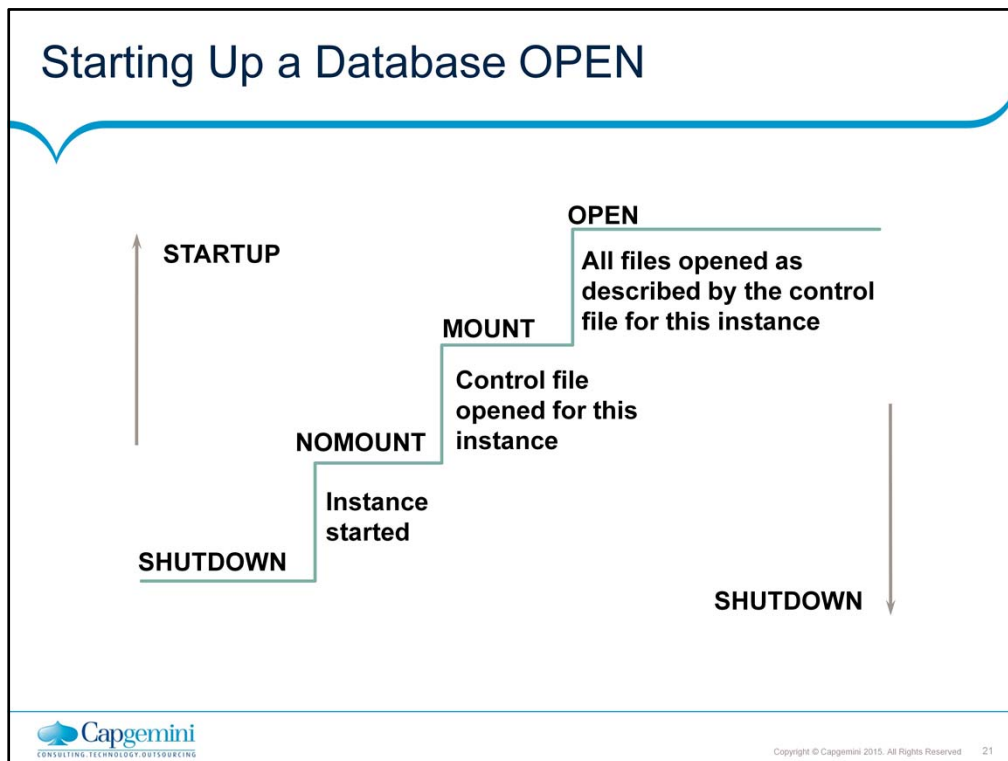 Starting Up a Database OPEN
OPEN
STARTUP
All files opened as
described by the control
file for this instance
MOUNT
Control file
opened for this
instance
NOMOUNT
Instance
started
SHUTDOWN
SHUTDOWN
Capgemini
CONSULTING.TECHNOLOGY.OUTSOURCING
Copyright © Capgemini 2015. All Rights Reserved 21